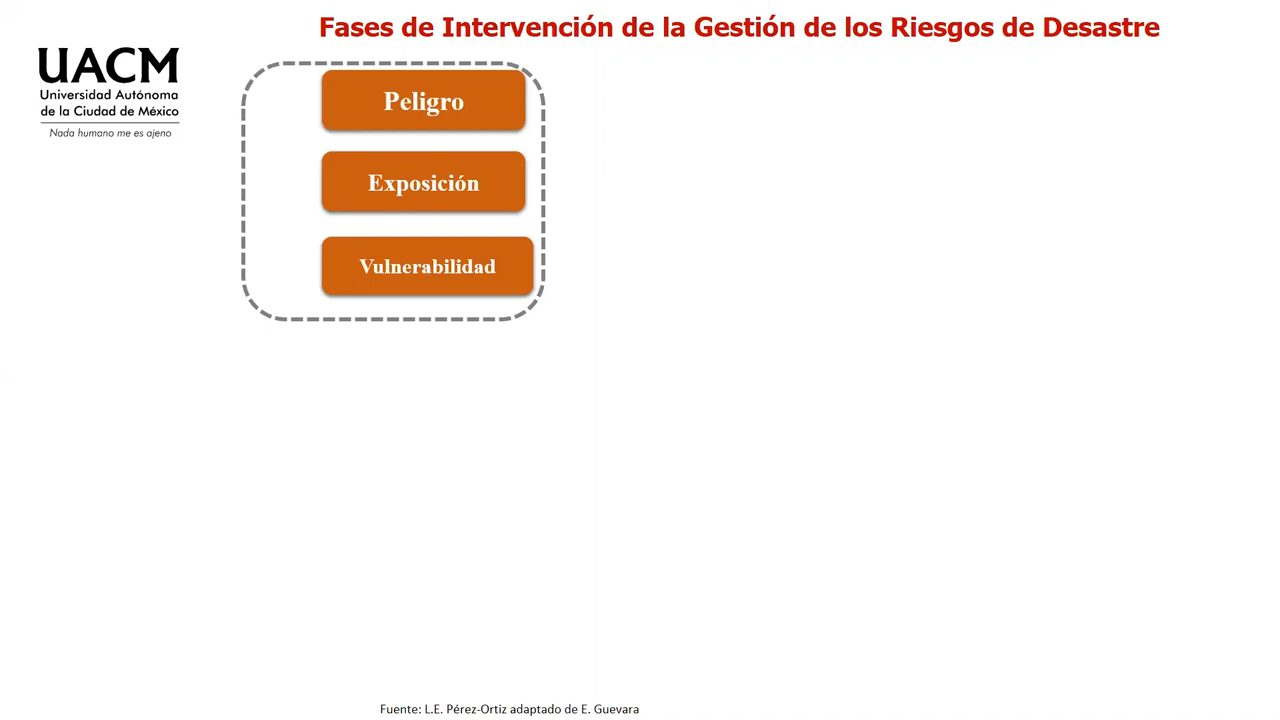 Fases de Intervención de la Gestión de los Riesgos de Desastre
UACM
Universidad Autónoma
de la Ciudad de México
Nada humano me es ajeno
Peligro
Exposición
Vulnerabilidad
Fuente: L.E. Pérez-Ortiz adaptado de E. Guevara